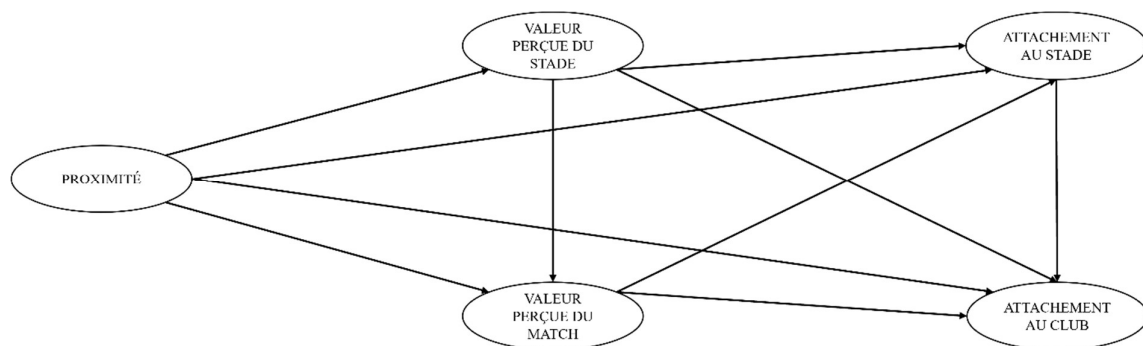 VALEUR
PERÇUE DU
STADE
ATTACHEMENT
AU STADE
PROXIMITÉ
VALEUR
PERÇUE DU
MATCH
ATTACHEMENT
AU CLUB